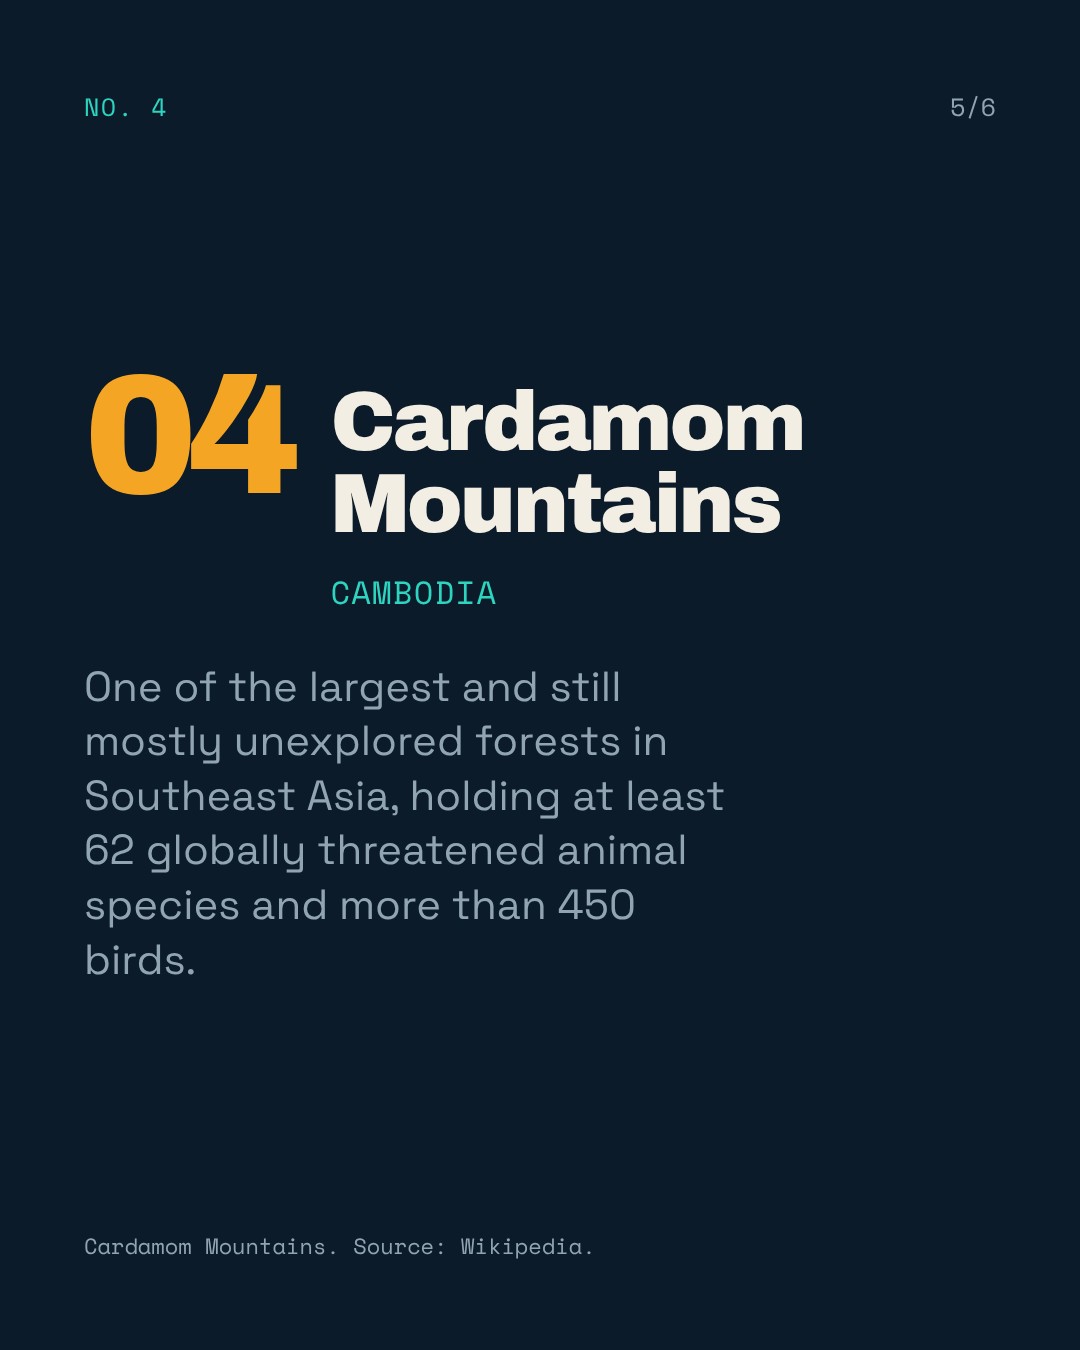 NO. 4
5/6
04
Cardamom
Mountains
CAMBODIA
One of the largest and still
mostly unexplored forests in
Southeast Asia, holding at least
62 globally threatened animal
species and more than 450
birds.
Cardamom Mountains. Source: Wikipedia.